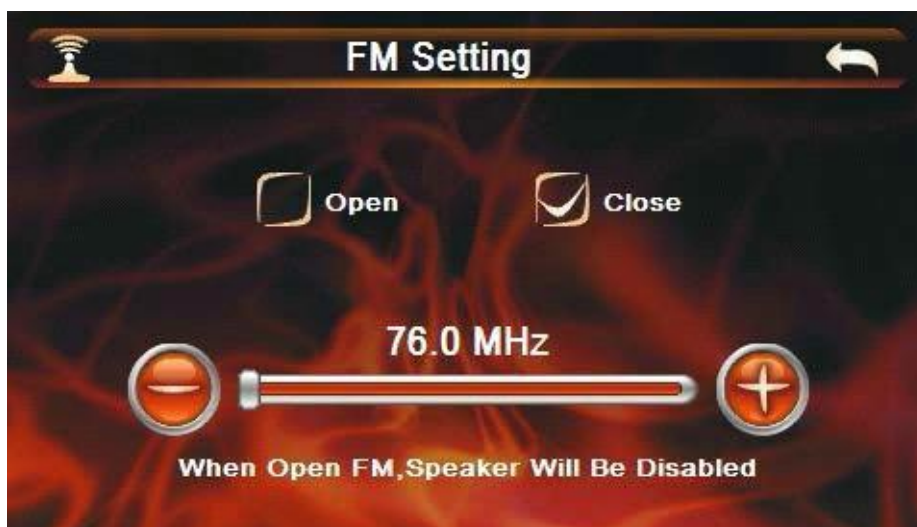 FM Setting
Open
Close
76.0 MHz
When Open FM,Speaker Will Be Disabled